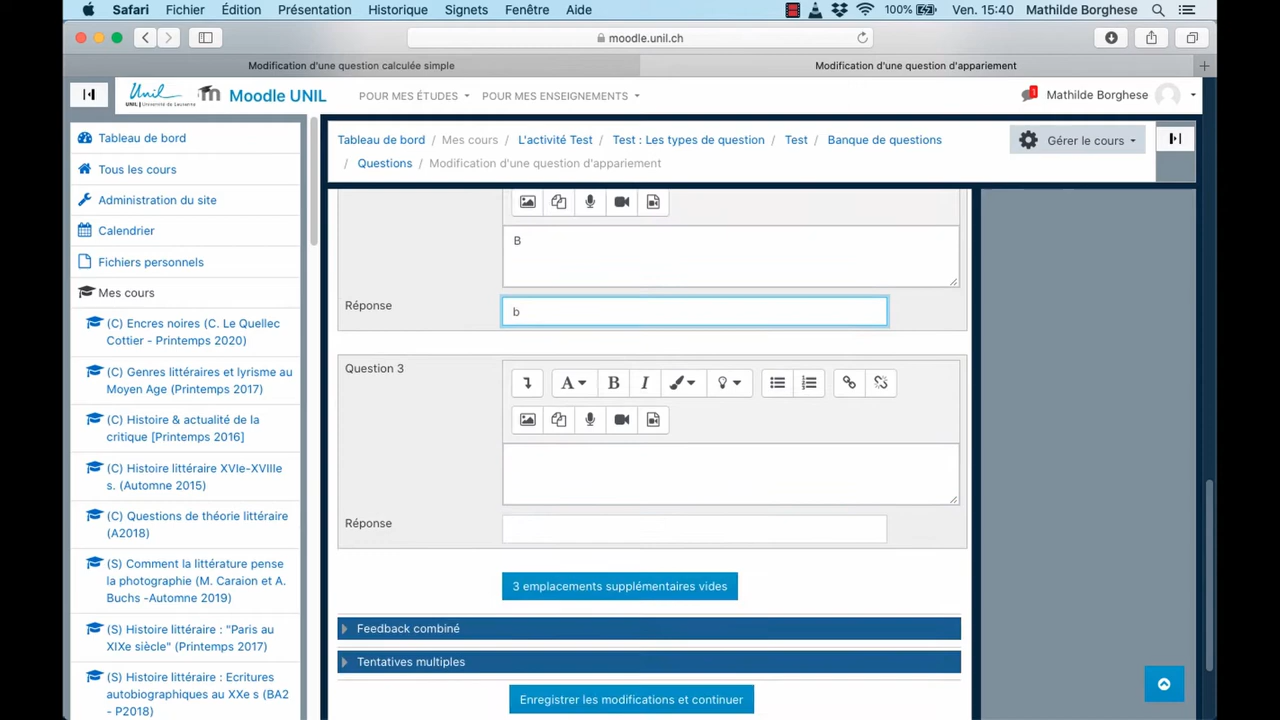 Safari Fichier Édition Présentation Historique Signets Fenêtre Aide 100% Ven. 15:40 Mathilde Borghese
moodle.unil.ch
Modification d'une question calculée simple Modification d'une question d'appariement
Unil
UNIL | Université de Lausanne
Moodle UNIL POUR MES ÉTUDES POUR MES ENSEIGNEMENTS 1 Mathilde Borghese
Tableau de bord / Mes cours / L'activité Test / Test : Les types de question / Test / Banque de questions
/ Questions / Modification d'une question d'appariement
Gérer le cours
Tableau de bord
Tous les cours
Administration du site
Calendrier
Fichiers personnels
Mes cours
(C) Encres noires (C. Le Quellec
Cottier - Printemps 2020)
(C) Genres littéraires et lyrisme au
Moyen Age (Printemps 2017)
(C) Histoire & actualité de la
critique [Printemps 2016]
(C) Histoire littéraire XVIe-XVIIIe
s. (Automne 2015)
(C) Questions de théorie littéraire
(A2018)
(S) Comment la littérature pense
la photographie (M. Caraion et A.
Buchs -Automne 2019)
(S) Histoire littéraire : "Paris au
XIXe siècle" (Printemps 2017)
(S) Histoire littéraire : Ecritures
autobiographiques au XXe s (BA2
- P2018)
B
Réponse
b
Question 3
A B I
Réponse
3 emplacements supplémentaires vides
Feedback combiné
Tentatives multiples
Enregistrer les modifications et continuer